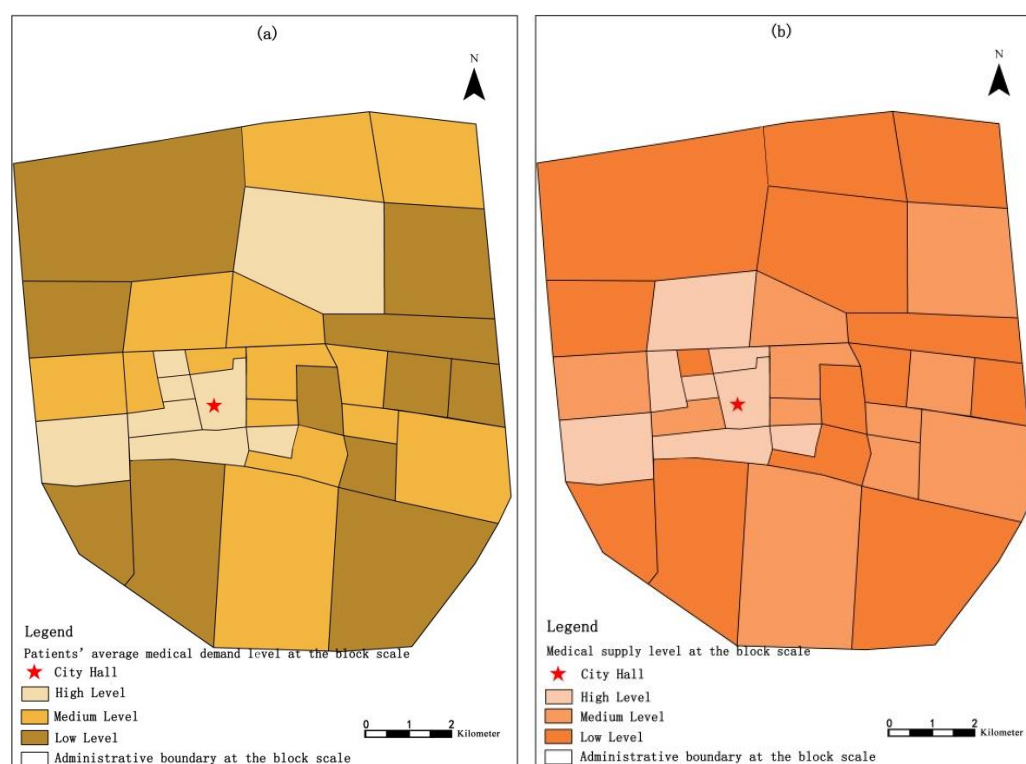 (a)
N
Legend
Patients' average medical demand level at the block scale
City Hall
High Level
Medium Level
Low Level
Administrative boundary at the block scale
0 1 2
Kilometer
(b)
N
Legend
Medical supply level at the block scale
City Hall
High Level
Medium Level
Low Level
Administrative boundary at the block scale
0 1 2
Kilometer